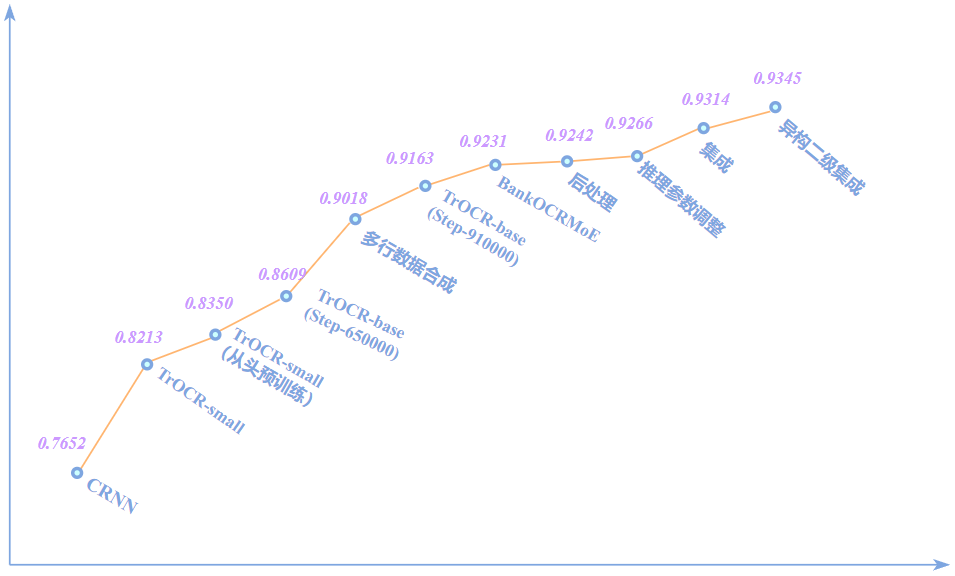 0.7652
CRNN
0.8213
TrOCR-small
0.8350
TrOCR-small
(从头预训练)
0.8609
TrOCR-base
(Step-650000)
0.9018
多行数据合成
0.9163
TrOCR-base
(Step-910000)
0.9231
BankOCRMoE
0.9242
后处理
0.9266
推理参数调整
0.9314
集成
0.9345
异构二级集成